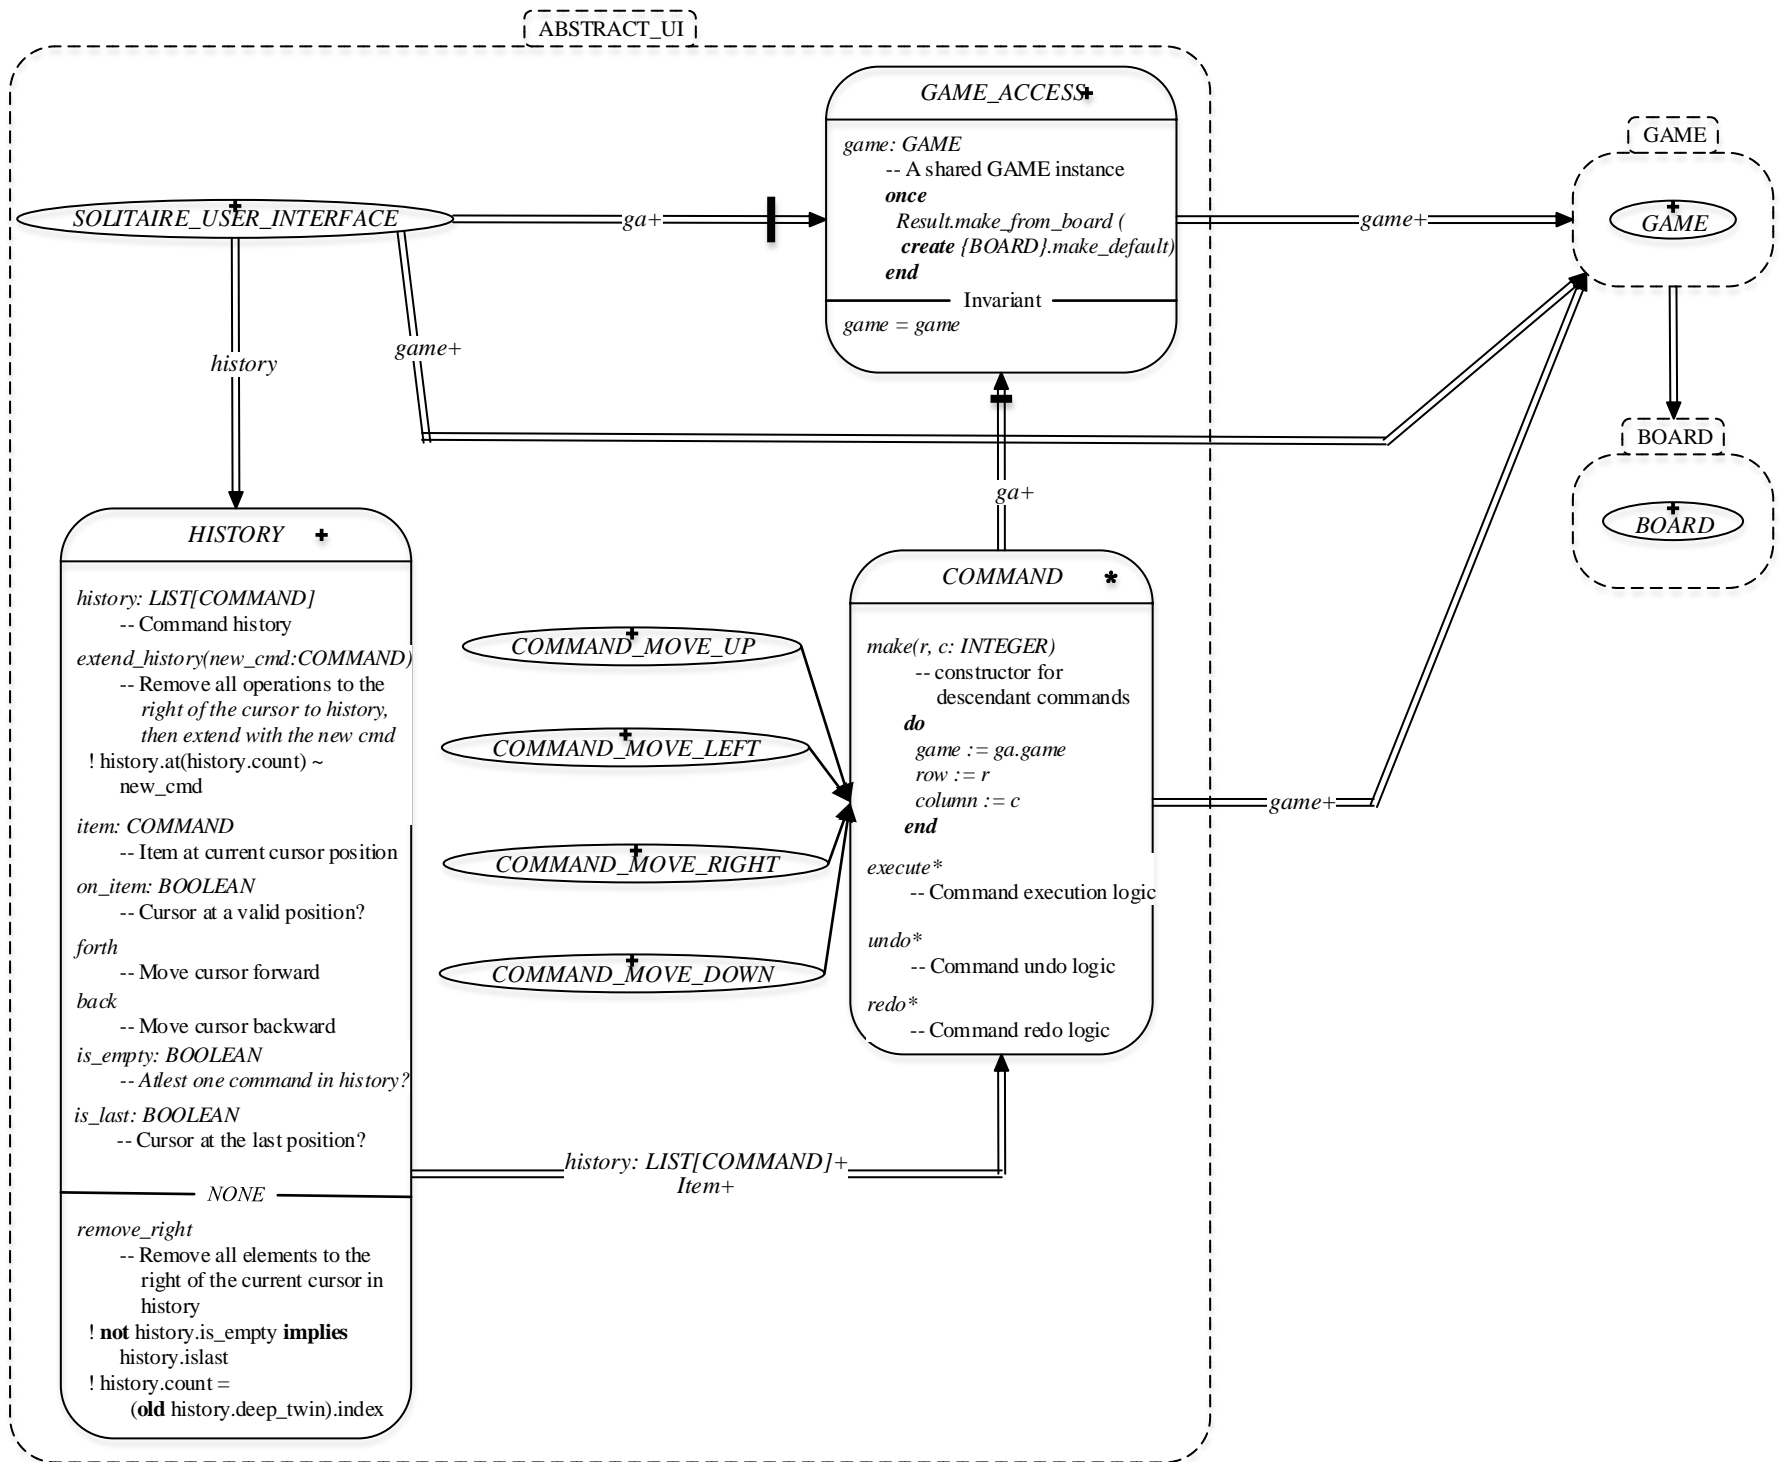 ABSTRACT_UI
GAME_ACCESS+
game: GAME
-- A shared GAME instance
once
Result.make_from_board (
create {BOARD}.make_default)
end
Invariant
game = game
GAME
+
GAME
+
SOLITAIRE_USER_INTERFACE
ga+
game+
history
game+
BOARD
+
BOARD
ga+
HISTORY +
history: LIST[COMMAND]
-- Command history
extend_history(new_cmd:COMMAND)
-- Remove all operations to the
right of the cursor to history,
then extend with the new cmd
! history.at(history.count) ~
new_cmd
item: COMMAND
-- Item at current cursor position
on_item: BOOLEAN
-- Cursor at a valid position?
forth
-- Move cursor forward
back
-- Move cursor backward
is_empty: BOOLEAN
-- Atlest one command in history?
is_last: BOOLEAN
-- Cursor at the last position?
NONE
remove_right
-- Remove all elements to the
right of the current cursor in
history
! not history.is_empty implies
history.islast
! history.count =
(old history.deep_twin).index
+
COMMAND_MOVE_UP
+
COMMAND_MOVE_LEFT
+
COMMAND_MOVE_RIGHT
+
COMMAND_MOVE_DOWN
COMMAND *
make(r, c: INTEGER)
-- constructor for
descendant commands
do
game := ga.game
row := r
column := c
end
execute*
-- Command execution logic
undo*
-- Command undo logic
redo*
-- Command redo logic
game+
history: LIST[COMMAND]+
Item+